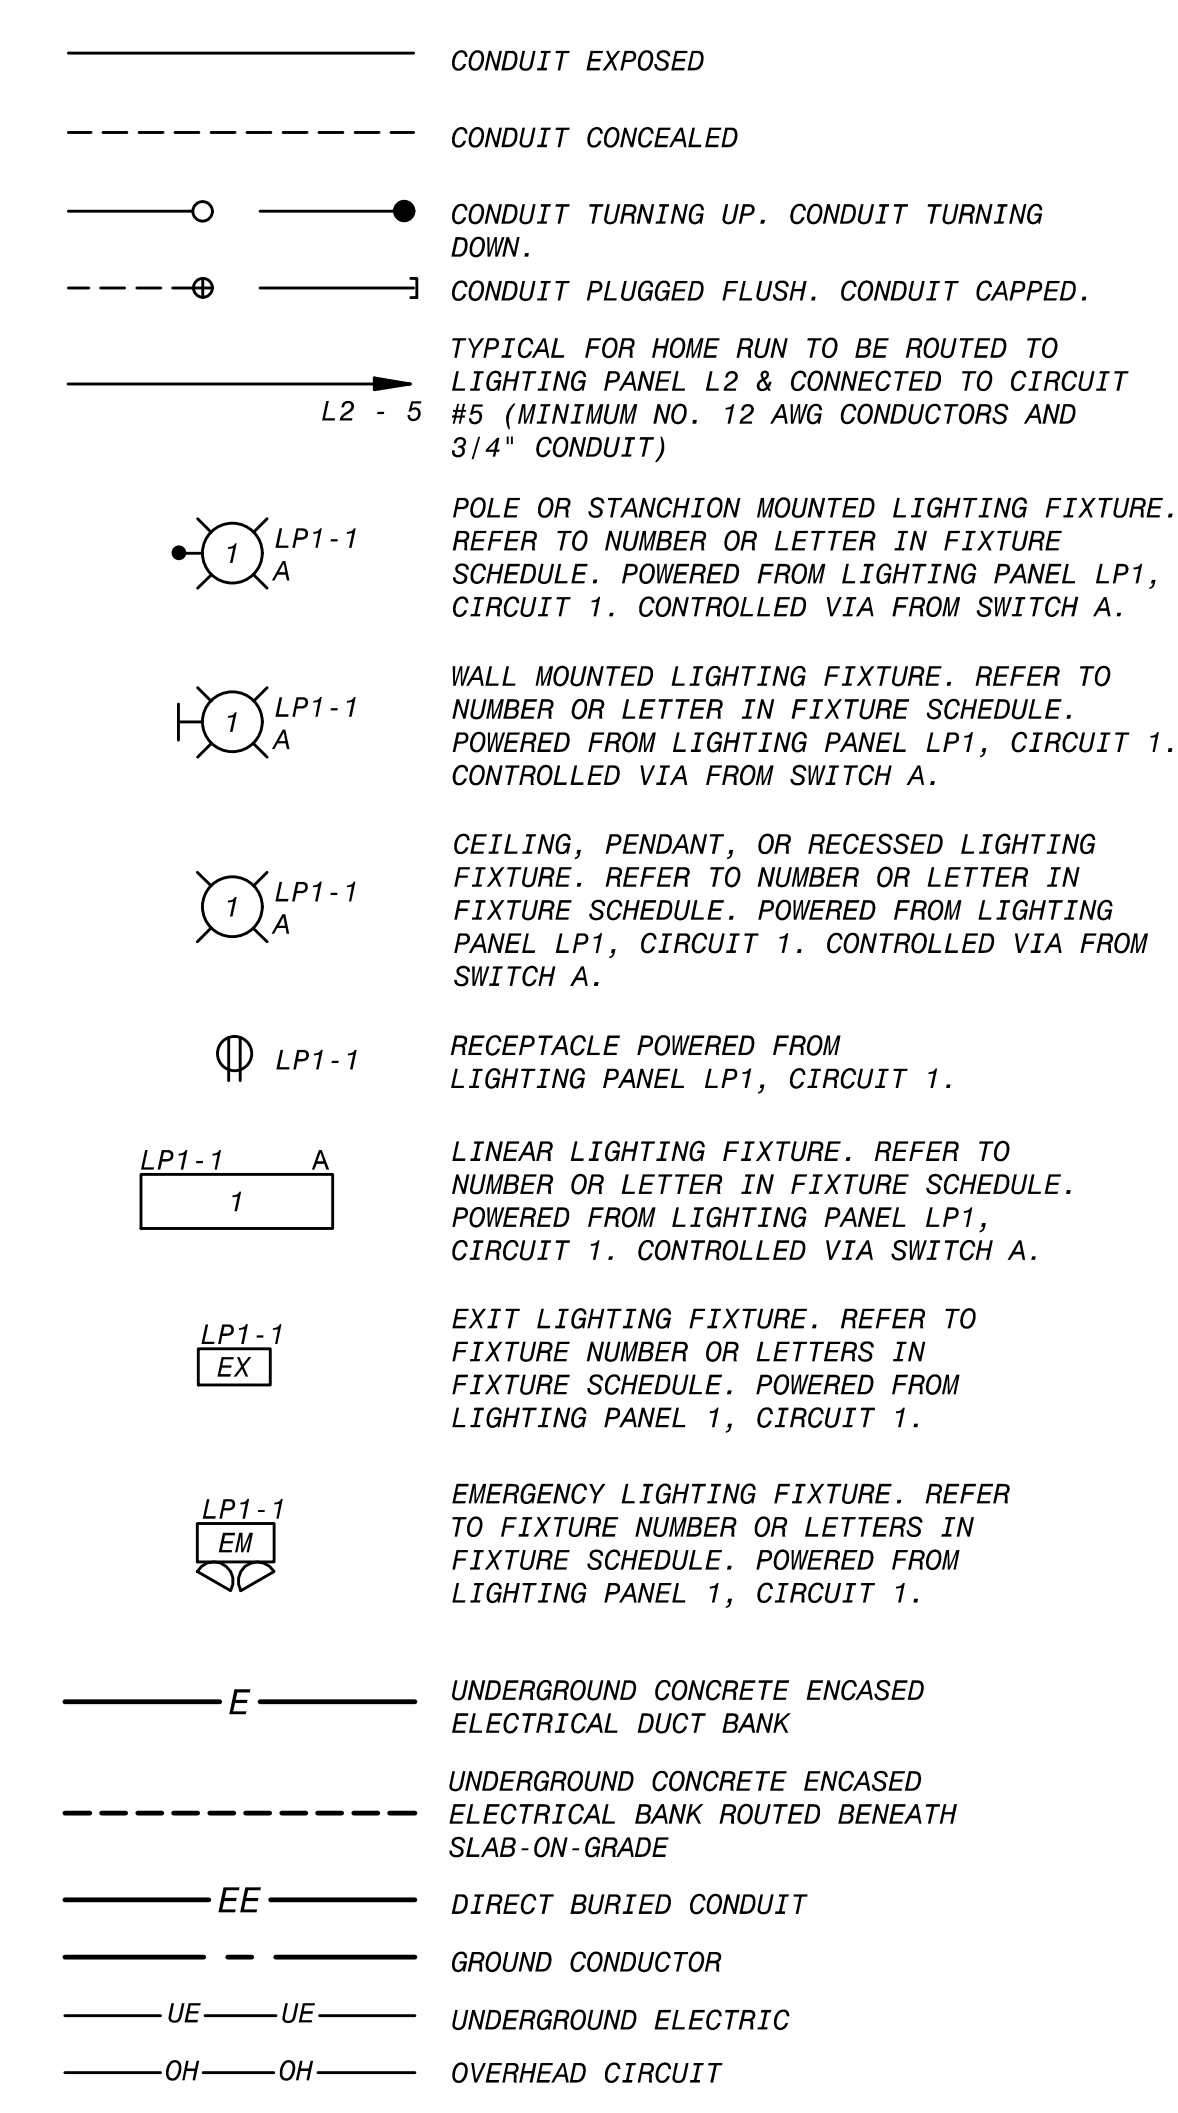 CONDUIT EXPOSED
CONDUIT CONCEALED
CONDUIT TURNING UP. CONDUIT TURNING
DOWN.
CONDUIT PLUGGED FLUSH. CONDUIT CAPPED.
TYPICAL FOR HOME RUN TO BE ROUTED TO
LIGHTING PANEL L2 & CONNECTED TO CIRCUIT
L2 - 5
#5 (MINIMUM NO. 12 AWG CONDUCTORS AND
3/4" CONDUIT)
POLE OR STANCHION MOUNTED LIGHTING FIXTURE.
REFER TO NUMBER OR LETTER IN FIXTURE
SCHEDULE. POWERED FROM LIGHTING PANEL LP1,
CIRCUIT 1. CONTROLLED VIA FROM SWITCH A.
1
LP1-1
A
WALL MOUNTED LIGHTING FIXTURE. REFER TO
NUMBER OR LETTER IN FIXTURE SCHEDULE.
POWERED FROM LIGHTING PANEL LP1, CIRCUIT 1.
CONTROLLED VIA FROM SWITCH A.
1
LP1-1
A
CEILING, PENDANT, OR RECESSED LIGHTING
FIXTURE. REFER TO NUMBER OR LETTER IN
FIXTURE SCHEDULE. POWERED FROM LIGHTING
PANEL LP1, CIRCUIT 1. CONTROLLED VIA FROM
SWITCH A.
1
LP1-1
A
LP1-1
RECEPTACLE POWERED FROM
LIGHTING PANEL LP1, CIRCUIT 1.
LP1-1 A
1
LINEAR LIGHTING FIXTURE. REFER TO
NUMBER OR LETTER IN FIXTURE SCHEDULE.
POWERED FROM LIGHTING PANEL LP1,
CIRCUIT 1. CONTROLLED VIA SWITCH A.
LP1-1
EX
EXIT LIGHTING FIXTURE. REFER TO
FIXTURE NUMBER OR LETTERS IN
FIXTURE SCHEDULE. POWERED FROM
LIGHTING PANEL 1, CIRCUIT 1.
LP1-1
EM
EMERGENCY LIGHTING FIXTURE. REFER
TO FIXTURE NUMBER OR LETTERS IN
FIXTURE SCHEDULE. POWERED FROM
LIGHTING PANEL 1, CIRCUIT 1.
E
UNDERGROUND CONCRETE ENCASED
ELECTRICAL DUCT BANK
UNDERGROUND CONCRETE ENCASED
ELECTRICAL BANK ROUTED BENEATH
SLAB-ON-GRADE
EE
DIRECT BURIED CONDUIT
GROUND CONDUCTOR
UE UE
UNDERGROUND ELECTRIC
OH OH
OVERHEAD CIRCUIT